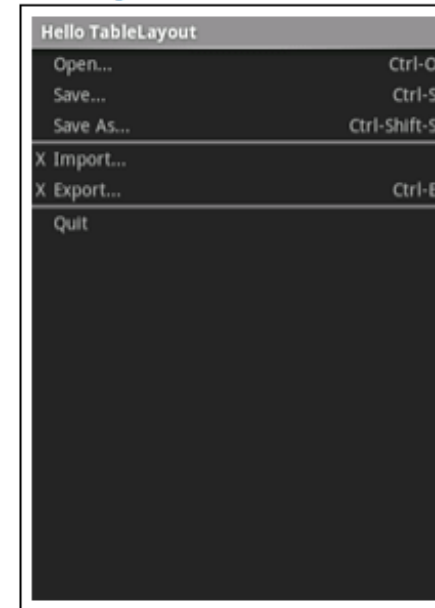 Hello TableLayout
Open... Ctrl-O
Save... Ctrl-S
Save As... Ctrl-Shift-S
X Import...
X Export... Ctrl-E
Quit